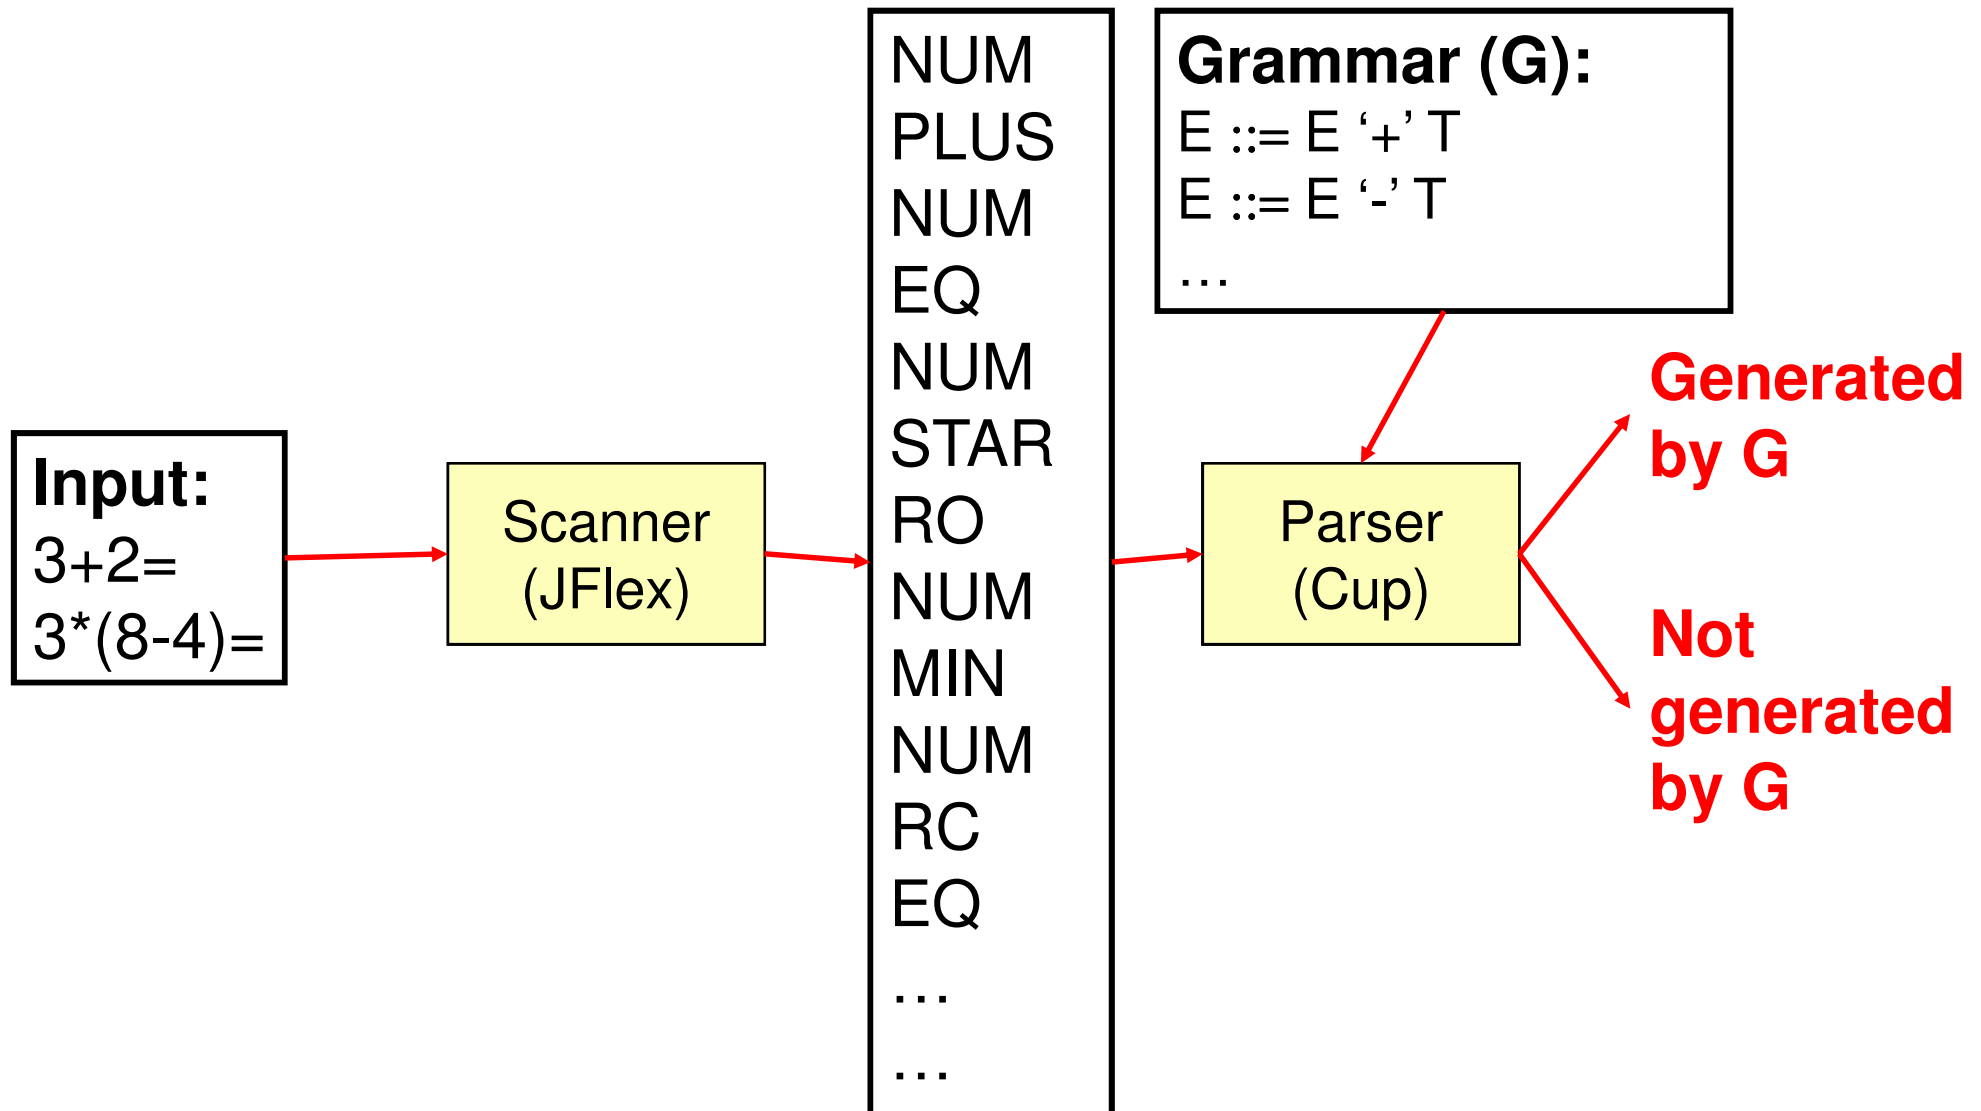 Input:
3+2=
3*(8-4)=
Scanner
(JFlex)
NUM
PLUS
NUM
EQ
NUM
STAR
RO
NUM
MIN
NUM
RC
EQ
…
…
Grammar (G):
E ::= E ‘+’ T
E ::= E ‘-’ T
…
Parser
(Cup)
Generated
by G
Not
generated
by G